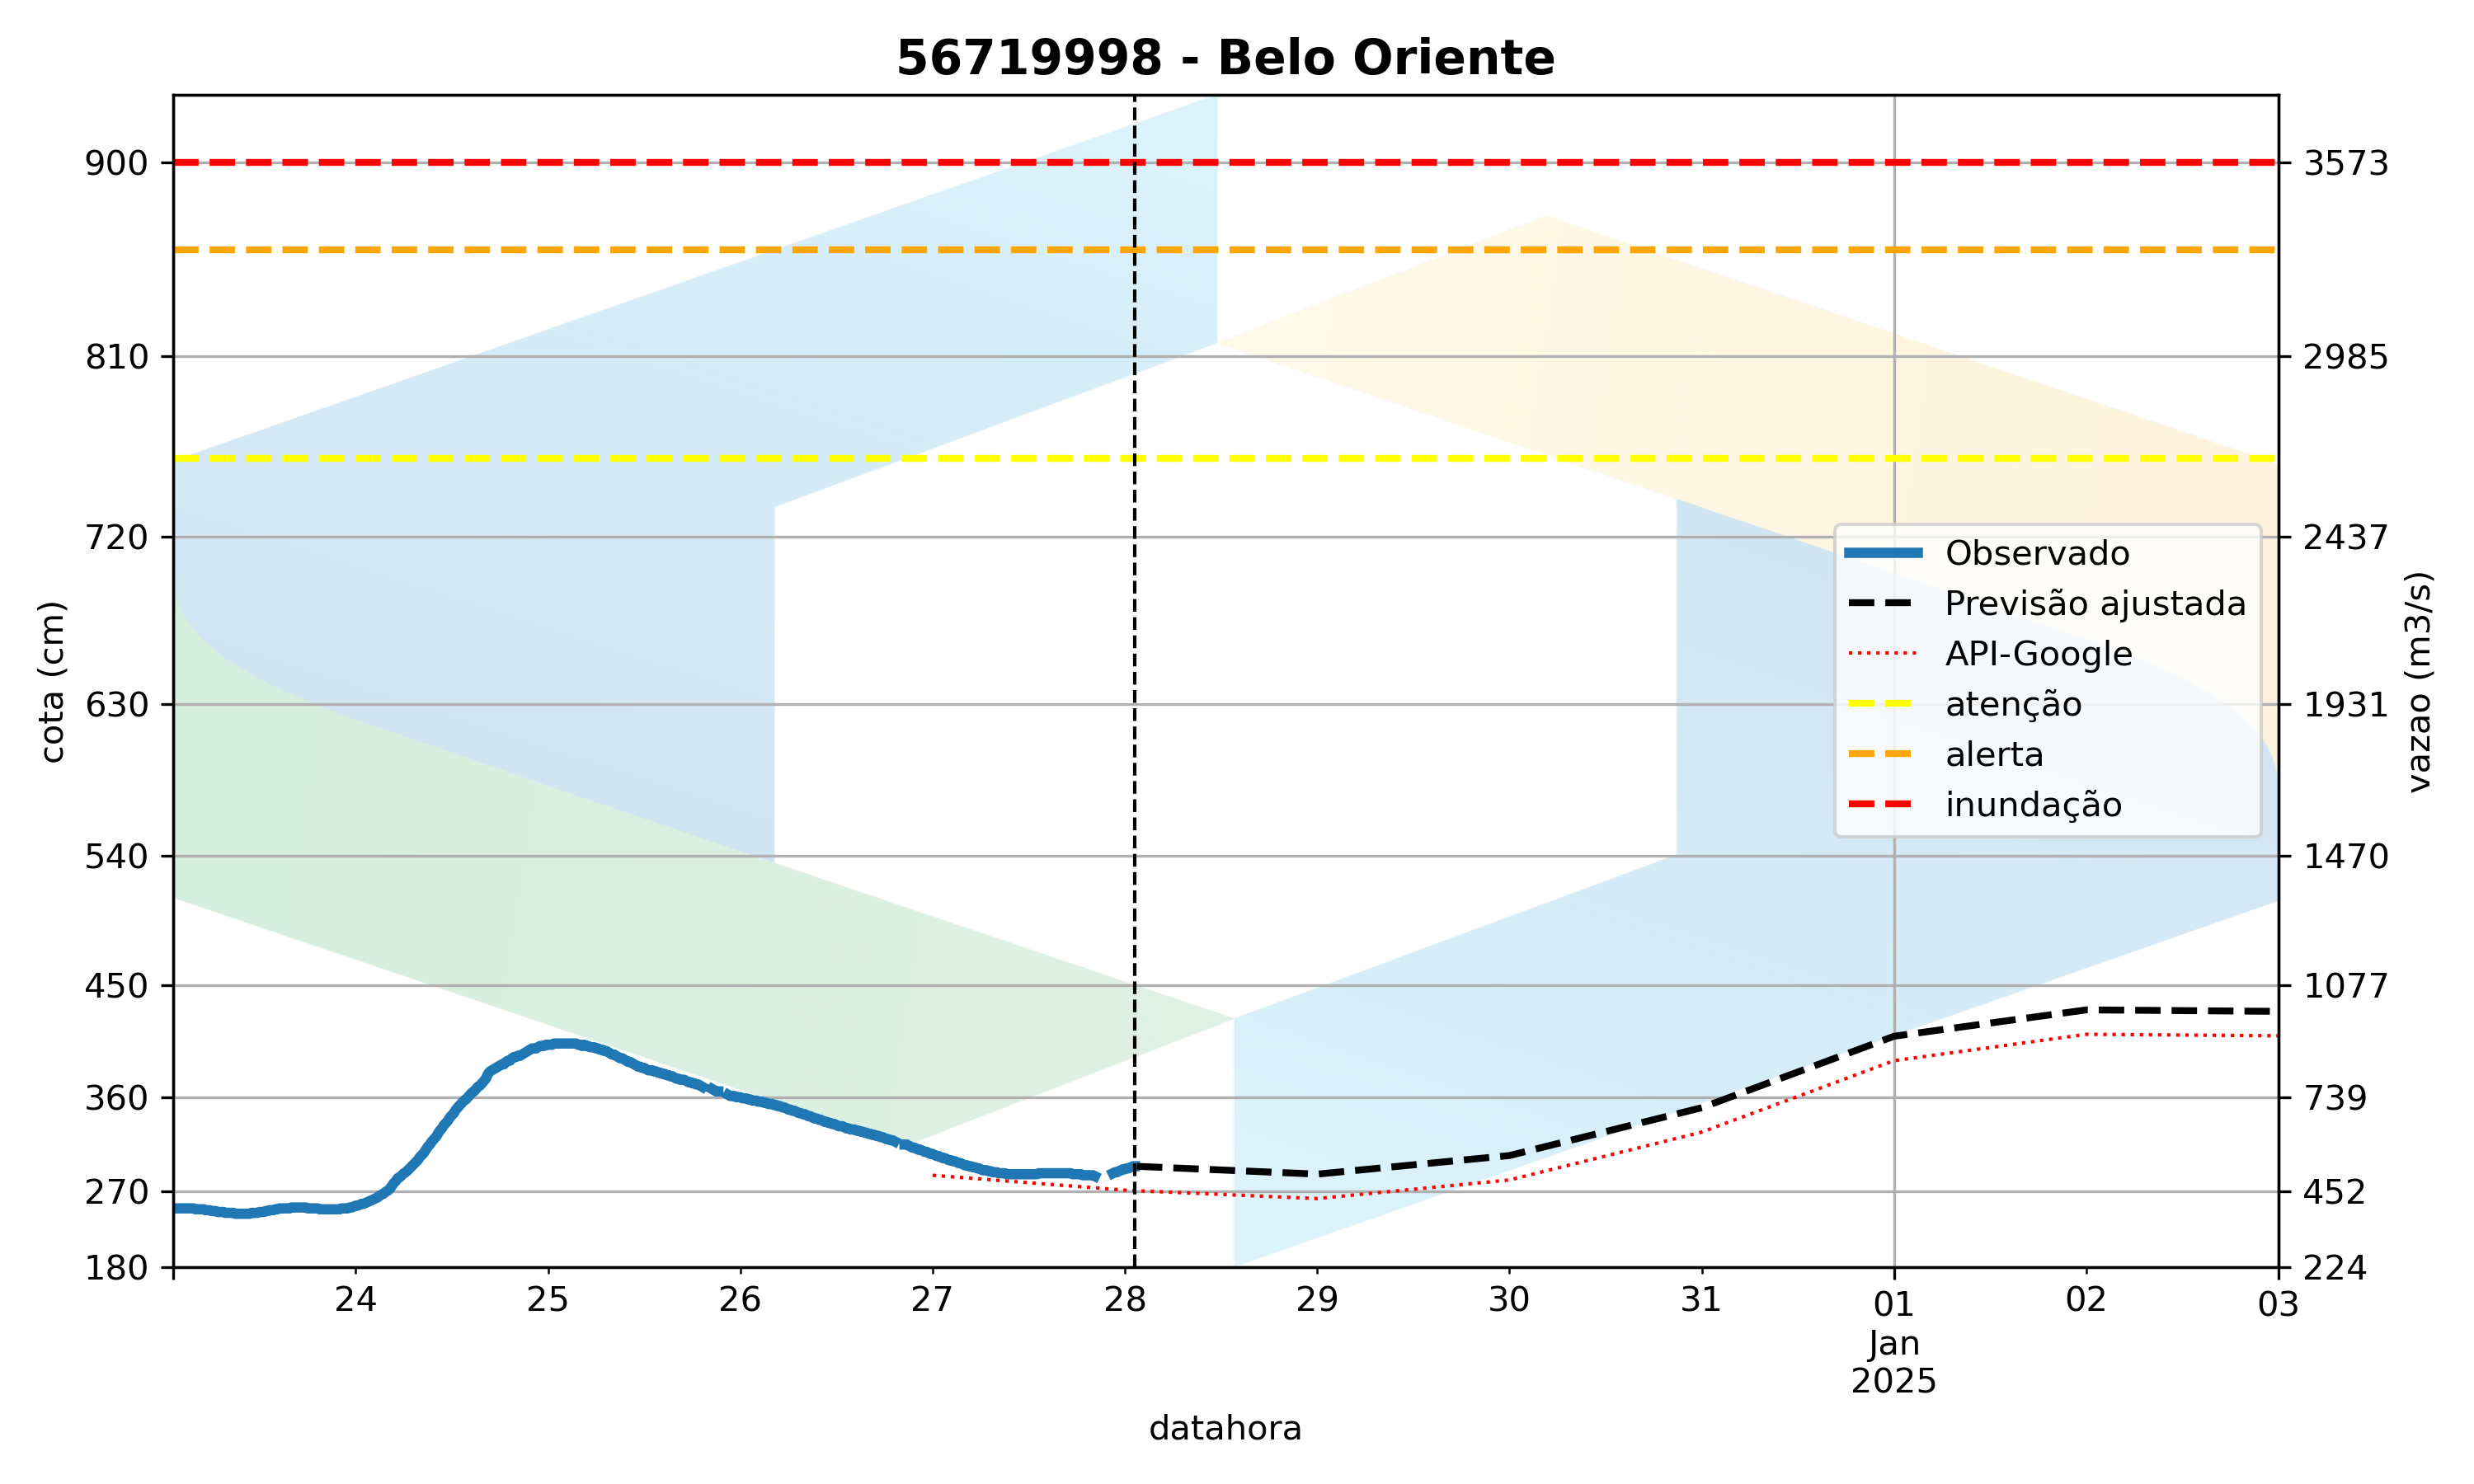 56719998 - Belo Oriente
cota (cm)
900
810
720
630
540
450
360
270
180
3573
2985
2437
1931
1470
1077
739
452
224
vazao (m3/s)
Observado
Previsão ajustada
API-Google
atenção
alerta
inundação
24 25 26 27 28 29 30 31 01 02 03
Jan
2025
datahora